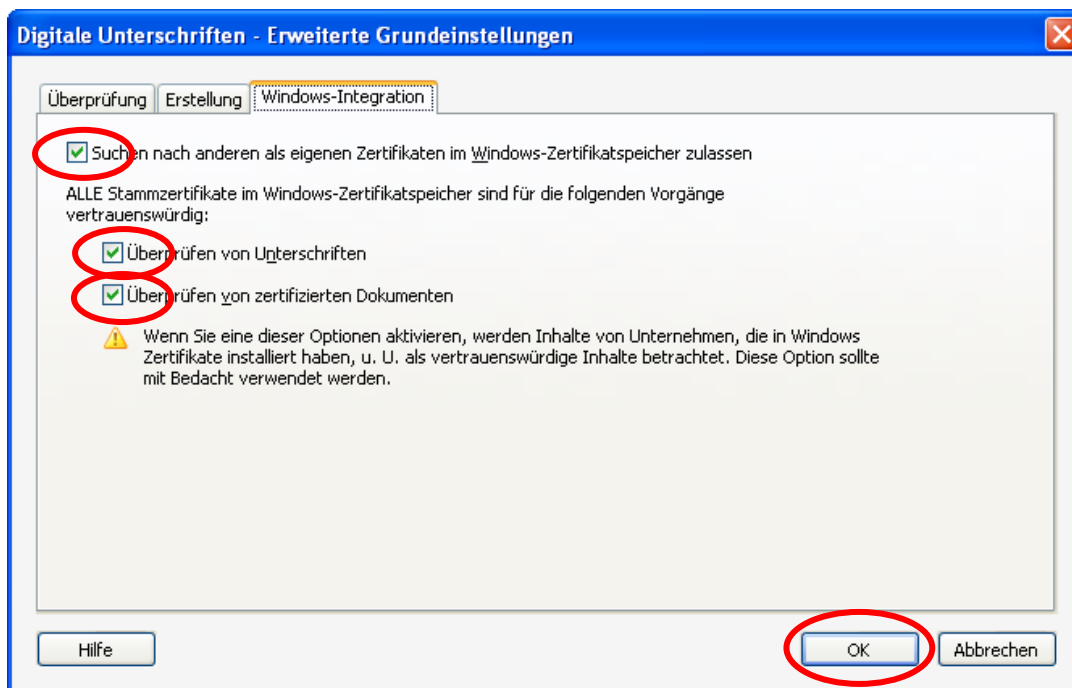 Digitale Unterschriften - Erweiterte Grundeinstellungen
Überprüfung Erstellung Windows-Integration
Suchen nach anderen als eigenen Zertifikaten im Windows-Zertifikatspeicher zulassen
ALLE Stammzertifikate im Windows-Zertifikatspeicher sind für die folgenden Vorgänge
vertrauenswürdig:
Überprüfen von Unterschriften
Überprüfen von zertifizierten Dokumenten
Wenn Sie eine dieser Optionen aktivieren, werden Inhalte von Unternehmen, die in Windows
Zertifikate installiert haben, u. U. als vertrauenswürdige Inhalte betrachtet. Diese Option sollte
mit Bedacht verwendet werden.
Hilfe OK Abbrechen